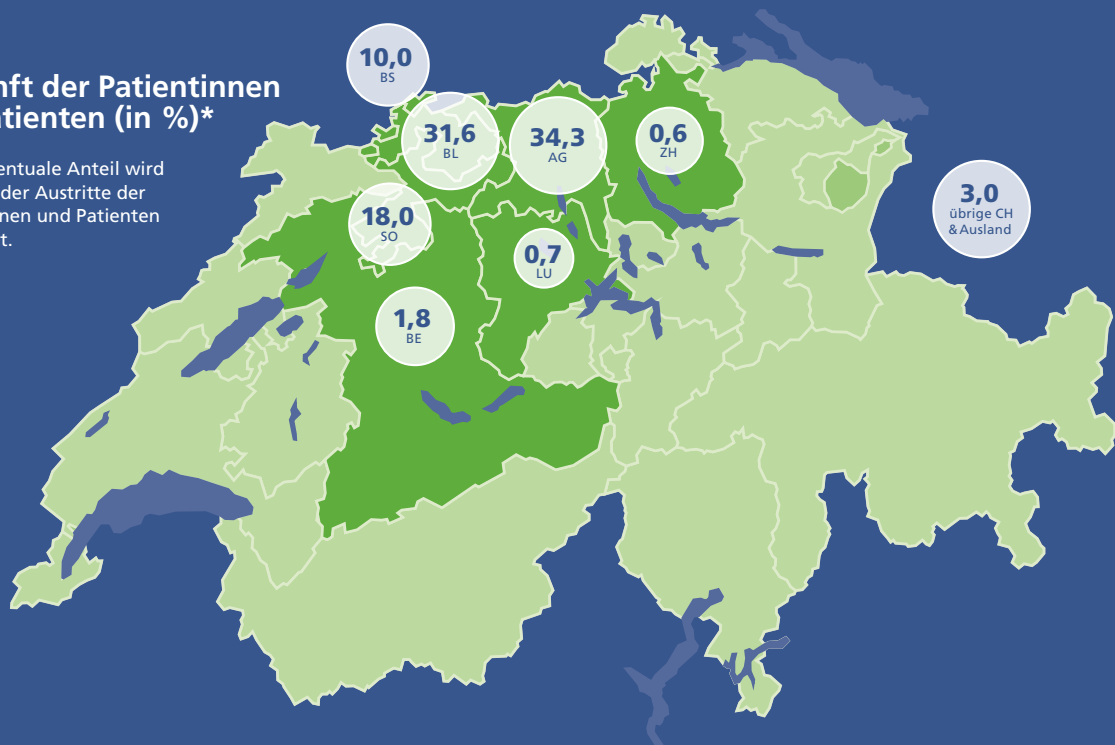 nft der Patientinnen
tienten (in %)*
entuale Anteil wird
der Austritte der
nen und Patienten
t.
10,0
BS
31,6
BL
34,3
AG
0,6
ZH
18,0
SO
0,7
LU
1,8
BE
3,0
übrige CH
& Ausland